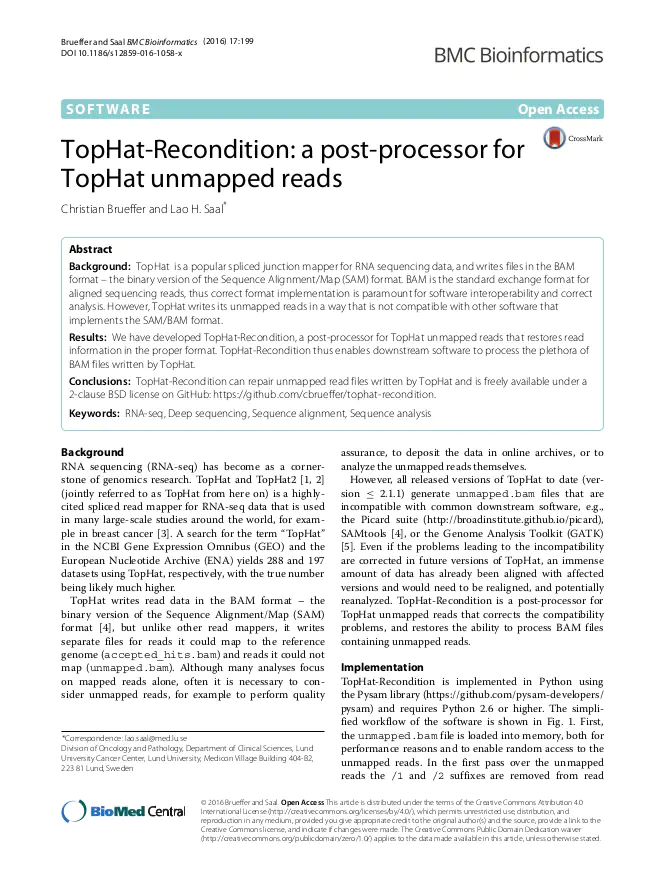 Brueffer and Saal BMC Bioinformatics (2016) 17:199
DOI 10.1186/s12859-016-1058-x
BMC Bioinformatics
SOFTWARE
Open Access
CrossMark
TopHat-Recondition: a post-processor for
TopHat unmapped reads
Christian Brueffer and Lao H. Saal*
Abstract
Background: TopHat is a popular spliced junction mapper for RNA sequencing data, and writes files in the BAM
format – the binary version of the Sequence Alignment/Map (SAM) format. BAM is the standard exchange format for
aligned sequencing reads, thus correct format implementation is paramount for software interoperability and correct
analysis. However, TopHat writes its unmapped reads in a way that is not compatible with other software that
implements the SAM/BAM format.
Results: We have developed TopHat-Recondition, a post-processor for TopHat unmapped reads that restores read
information in the proper format. TopHat-Recondition thus enables downstream software to process the plethora of
BAM files written by TopHat.
Conclusions: TopHat-Recondition can repair unmapped read files written by TopHat and is freely available under a
2-clause BSD license on GitHub: https://github.com/cbrueffer/tophat-recondition.
Keywords: RNA-seq, Deep sequencing, Sequence alignment, Sequence analysis
Background
RNA sequencing (RNA-seq) has become as a corner-
stone of genomics research. TopHat and TopHat2 [1, 2]
(jointly referred to as TopHat from here on) is a highly-
cited spliced read mapper for RNA-seq data that is used
in many large-scale studies around the world, for exam-
ple in breast cancer [3]. A search for the term “TopHat”
in the NCBI Gene Expression Omnibus (GEO) and the
European Nucleotide Archive (ENA) yields 288 and 197
datasets using TopHat, respectively, with the true number
being likely much higher.
TopHat writes read data in the BAM format – the
binary version of the Sequence Alignment/Map (SAM)
format [4], but unlike other read mappers, it writes
separate files for reads it could map to the reference
genome (accepted_hits.bam) and reads it could not
map (unmapped.bam). Although many analyses focus
on mapped reads alone, often it is necessary to con-
sider unmapped reads, for example to perform quality
*Correspondence: lao.saal@med.lu.se
Division of Oncology and Pathology, Department of Clinical Sciences, Lund
University Cancer Center, Lund University, Medicon Village Building 404-B2,
223 81 Lund, Sweden
assurance, to deposit the data in online archives, or to
analyze the unmapped reads themselves.
However, all released versions of TopHat to date (ver-
sion ≤ 2.1.1) generate unmapped.bam files that are
incompatible with common downstream software, e.g.,
the Picard suite (http://broadinstitute.github.io/picard),
SAMtools [4], or the Genome Analysis Toolkit (GATK)
[5]. Even if the problems leading to the incompatibility
are corrected in future versions of TopHat, an immense
amount of data has already been aligned with affected
versions and would need to be realigned, and potentially
reanalyzed. TopHat-Recondition is a post-processor for
TopHat unmapped reads that corrects the compatibility
problems, and restores the ability to process BAM files
containing unmapped reads.
Implementation
TopHat-Recondition is implemented in Python using
the Pysam library (https://github.com/pysam-developers/
pysam) and requires Python 2.6 or higher. The simpli-
fied workflow of the software is shown in Fig. 1. First,
the unmapped.bam file is loaded into memory, both for
performance reasons and to enable random access to the
unmapped reads. In the first pass over the unmapped
reads the /1 and /2 suffixes are removed from read
BioMed Central
© 2016 Brueffer and Saal. Open Access This article is distributed under the terms of the Creative Commons Attribution 4.0
International License (http://creativecommons.org/licenses/by/4.0/), which permits unrestricted use, distribution, and
reproduction in any medium, provided you give appropriate credit to the original author(s) and the source, provide a link to the
Creative Commons license, and indicate if changes were made. The Creative Commons Public Domain Dedication waiver
(http://creativecommons.org/publicdomain/zero/1.0/) applies to the data made available in this article, unless otherwise stated.